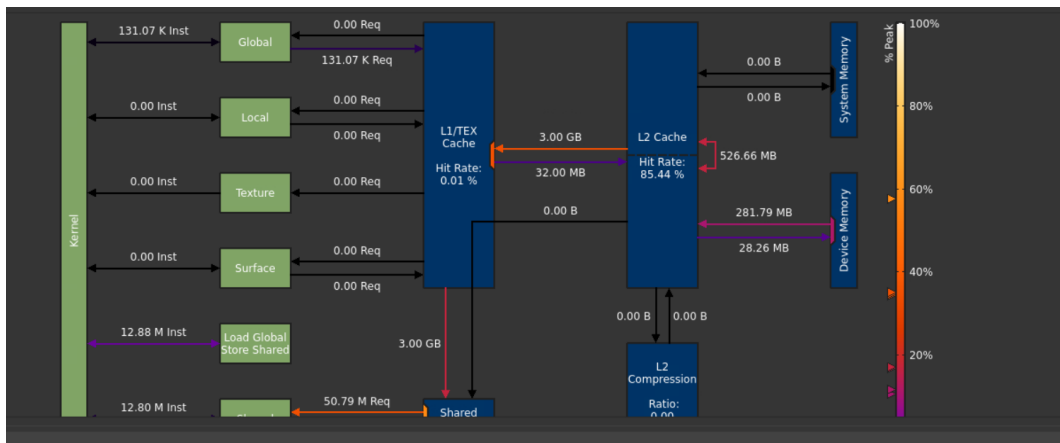 131.07 K Inst
Global
0.00 Req
131.07 K Req
0.00 Inst
Local
0.00 Req
0.00 Req
L1/TEX
Cache
Hit Rate:
0.01 %
3.00 GB
32.00 MB
L2 Cache
Hit Rate:
85.44 %
526.66 MB
0.00 B
0.00 B
System Memory
% Peak
100%
80%
60%
40%
20%
Kernel
0.00 Inst
Texture
0.00 Req
0.00 B
281.79 MB
28.26 MB
Device Memory
0.00 Inst
Surface
0.00 Req
0.00 Req
12.88 M Inst
Load Global
Store Shared
3.00 GB
0.00 B
0.00 B
L2
Compression
Ratio:
0.00
12.80 M Inst
50.79 M Req
Shared